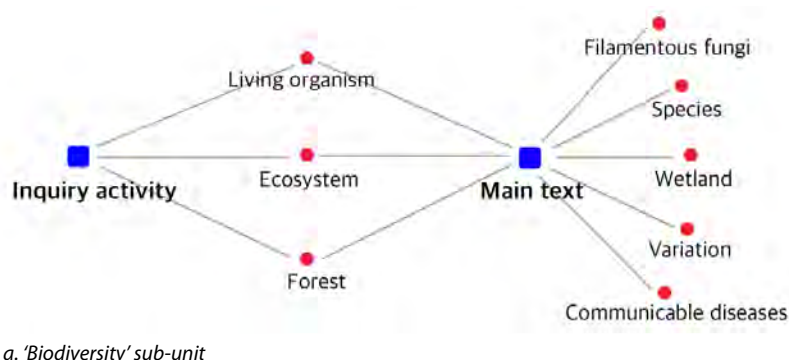 Filamentous fungi
Living organism
Species
Ecosystem
Wetland
Inquiry activity
Main text
Variation
Forest
Communicable diseases
a. ‘Biodiversity’ sub-unit